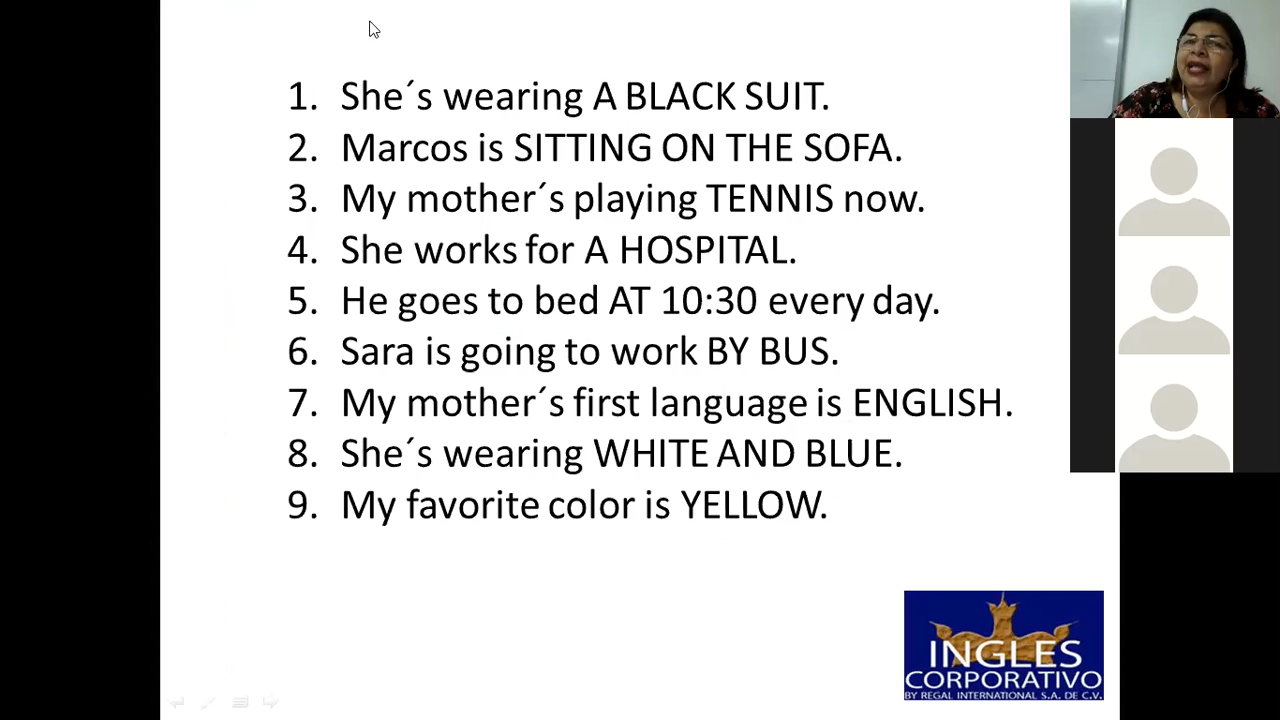 1. She´s wearing A BLACK SUIT.
2. Marcos is SITTING ON THE SOFA.
3. My mother´s playing TENNIS now.
4. She works for A HOSPITAL.
5. He goes to bed AT 10:30 every day.
6. Sara is going to work BY BUS.
7. My mother´s first language is ENGLISH.
8. She´s wearing WHITE AND BLUE.
9. My favorite color is YELLOW.
INGLES
CORPORATIVO
BY REGAL INTERNATIONAL S.A. DE C.V.